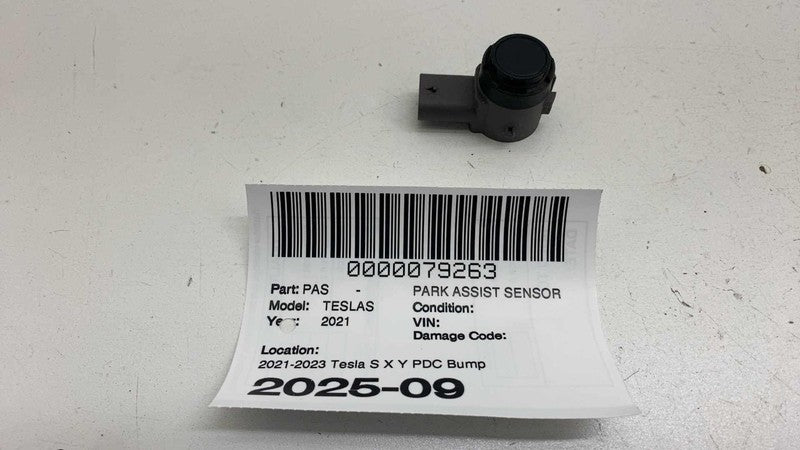 0000079263
Part: PAS - PARK ASSIST SENSOR
Model: TESLAS Condition:
Year: 2021 VIN:
Damage Code:
Location:
2021-2023 Tesla S X Y PDC Bump
2025-09